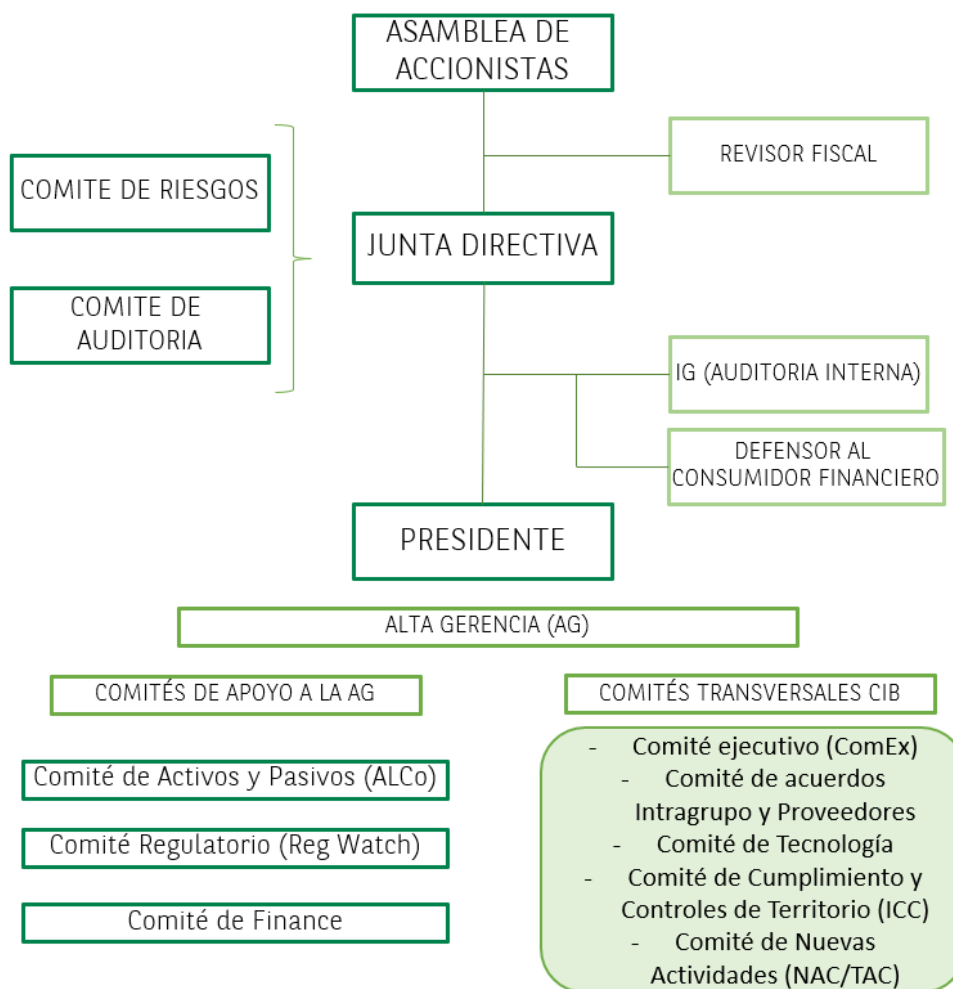 ASAMBLEA DE
ACCIONISTAS
REVISOR FISCAL
COMITE DE RIESGOS
JUNTA DIRECTIVA
COMITE DE
AUDITORIA
IG (AUDITORIA INTERNA)
DEFENSOR AL
CONSUMIDOR FINANCIERO
PRESIDENTE
ALTA GERENCIA (AG)
COMITÉS DE APOYO A LA AG
Comité de Activos y Pasivos (ALCo)
Comité Regulatorio (Reg Watch)
Comité de Finance
COMITÉS TRANSVERSALES CIB
- Comité ejecutivo (ComEx)
- Comité de acuerdos
Intragrupo y Proveedores
- Comité de Tecnología
- Comité de Cumplimiento y
Controles de Territorio (ICC)
- Comité de Nuevas
Actividades (NAC/TAC)